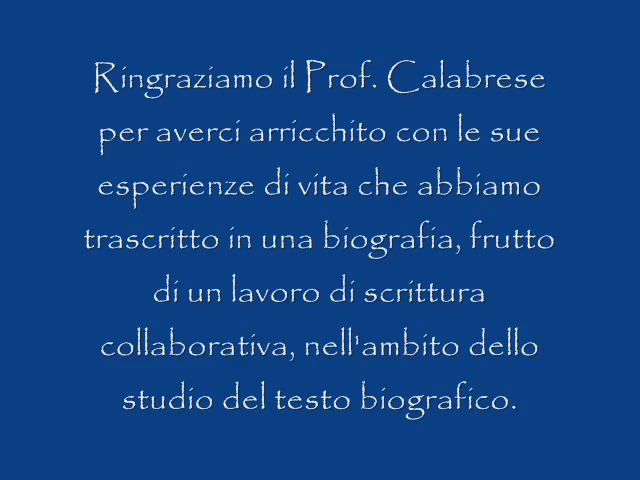 Ringraziamo il Prof. Calabrese
per averci arricchito con le sue
esperienze di vita che abbiamo
trascritto in una biografia, frutto
di un lavoro di scrittura
collaborativa, nell'ambito dello
studio del testo biografico.